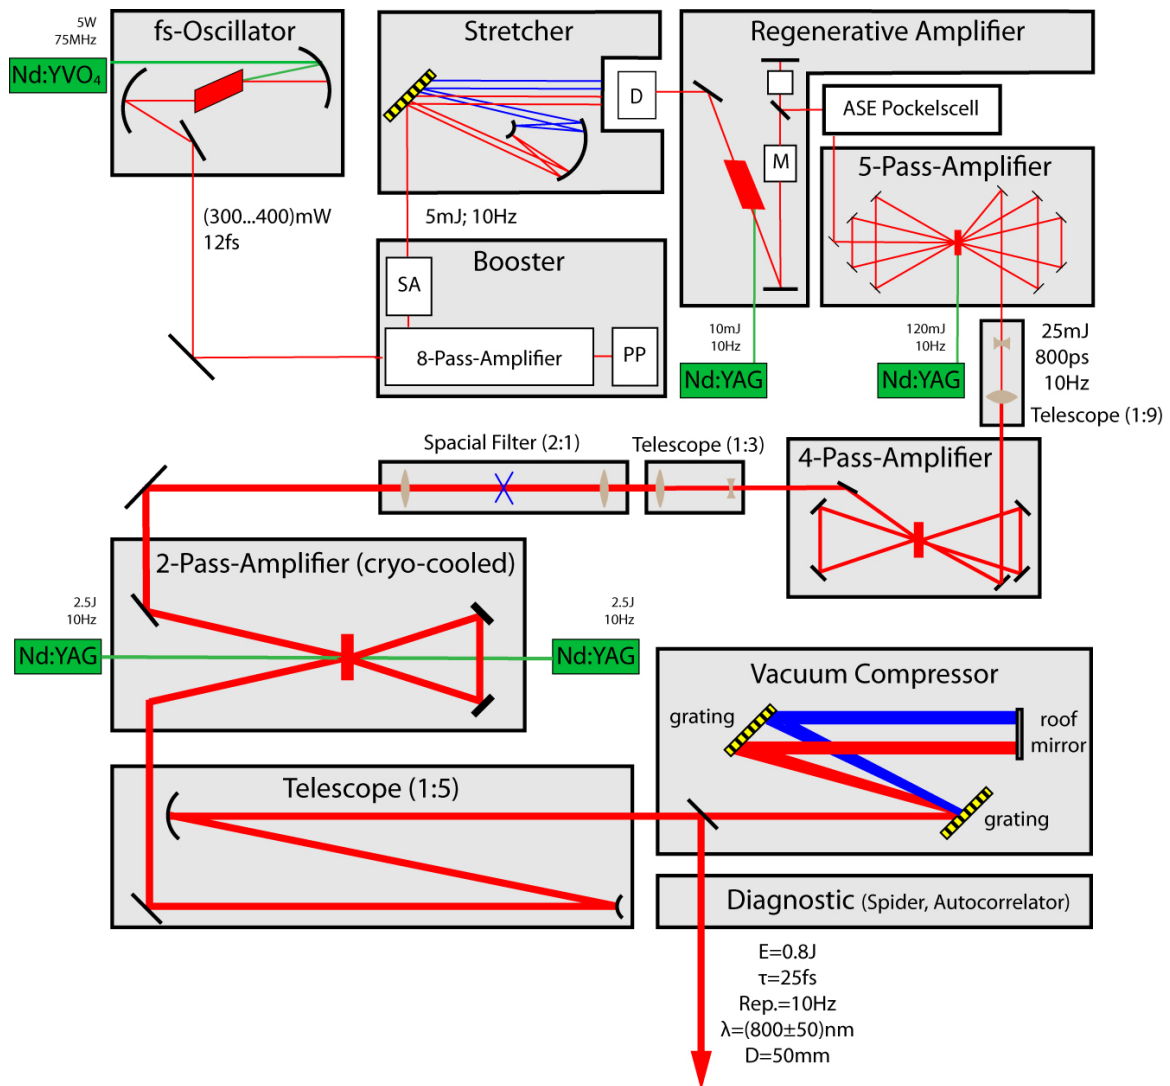 5W
75MHz
Nd:YVO₄
fs-Oscillator
(300...400)mW
12fs
Stretcher
D
5mJ; 10Hz
Booster
SA
8-Pass-Amplifier
PP
Regenerative Amplifier
M
10mJ
10Hz
Nd:YAG
ASE Pockelscell
5-Pass-Amplifier
120mJ
10Hz
Nd:YAG
25mJ
800ps
10Hz
Telescope (1:9)
4-Pass-Amplifier
Telescope (1:3)
Spacial Filter (2:1)
2-Pass-Amplifier (cryo-cooled)
2.5J
10Hz
Nd:YAG
2.5J
10Hz
Nd:YAG
Telescope (1:5)
Vacuum Compressor
grating
roof
mirror
grating
Diagnostic (Spider, Autocorrelator)
E=0.8J
τ=25fs
Rep.=10Hz
λ=(800±50)nm
D=50mm